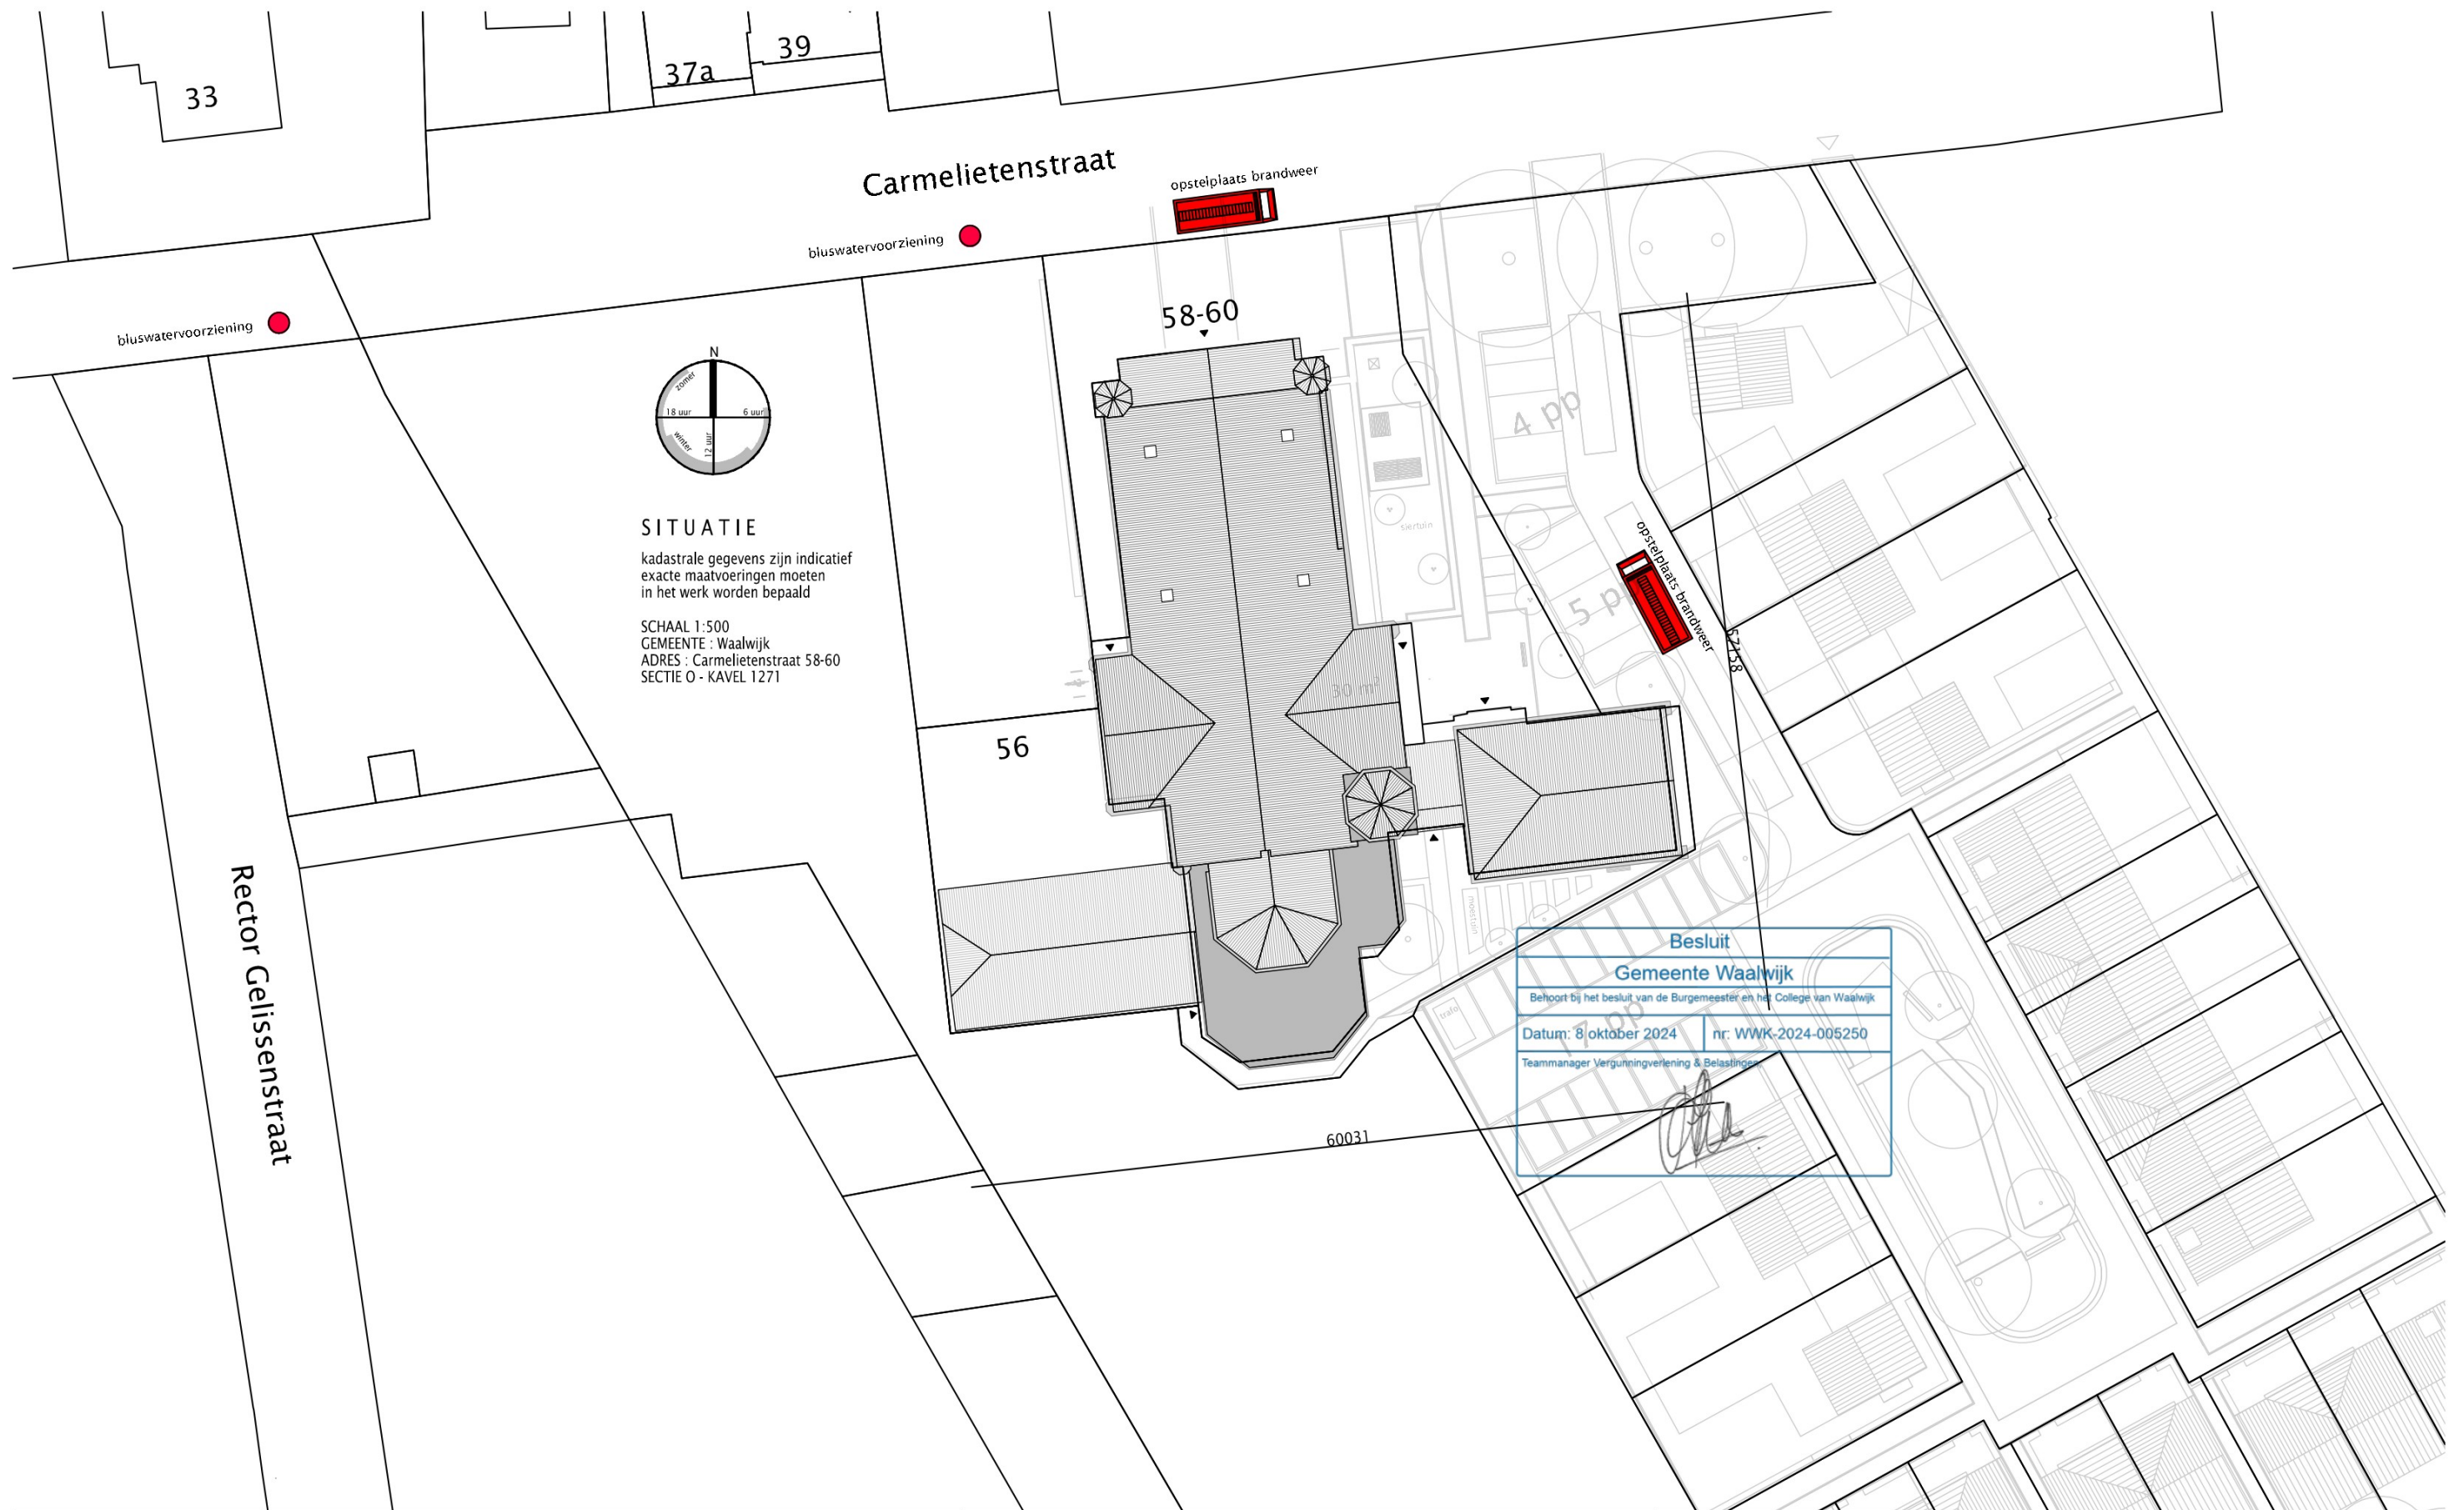 33
37a
39
Carmelietenstraat
opstelplaats brandweer
bluswatervoorziening
bluswatervoorziening
58-60
N
zomer
18 uur
6 uur
winter
12 uur
SITUATIE
kadastrale gegevens zijn indicatief
exacte maatvoeringen moeten
in het werk worden bepaald
SCHAAL 1:500
GEMEENTE : Waalwijk
ADRES : Carmelietenstraat 58-60
SECTIE O - KAVEL 1271
4 pp
siertuin
opstelplaats brandweer
5 pp
67158
30 m²
56
Rector Gelissenstraat
moestuin
trafo
17 pp
Besluit
Gemeente Waalwijk
Behoort bij het besluit van de Burgemeester en het College van Waalwijk
Datum: 8 oktober 2024
nr: WWK-2024-005250
Teammanager Vergunningverlening & Belastingen,
60031